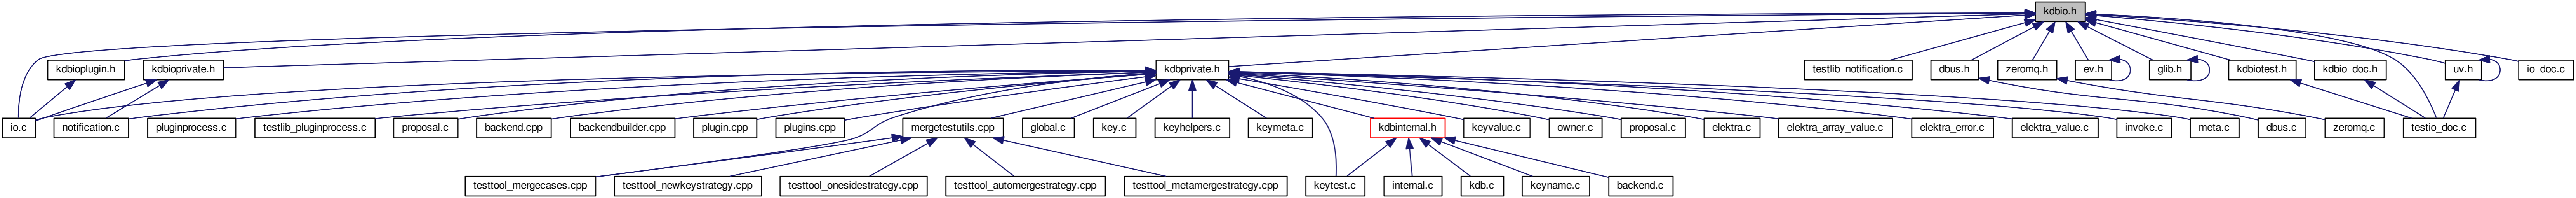 kdbio.h
kdbioplugin.h
kdbioprivate.h
kdbprivate.h
testlib_notification.c
dbus.h
zeromq.h
ev.h
glib.h
kdbiotest.h
kdbio_doc.h
uv.h
io_doc.c
io.c
notification.c
pluginprocess.c
testlib_pluginprocess.c
proposal.c
backend.cpp
backendbuilder.cpp
plugin.cpp
plugins.cpp
mergetestutils.cpp
global.c
key.c
keyhelpers.c
keymeta.c
kdbinternal.h
keyvalue.c
owner.c
proposal.c
elektra.c
elektra_array_value.c
elektra_error.c
elektra_value.c
invoke.c
meta.c
dbus.c
zeromq.c
testio_doc.c
testtool_mergecases.cpp
testtool_newkeystrategy.cpp
testtool_onesidestrategy.cpp
testtool_automergestrategy.cpp
testtool_metamergestrategy.cpp
keytest.c
internal.c
kdb.c
keyname.c
backend.c